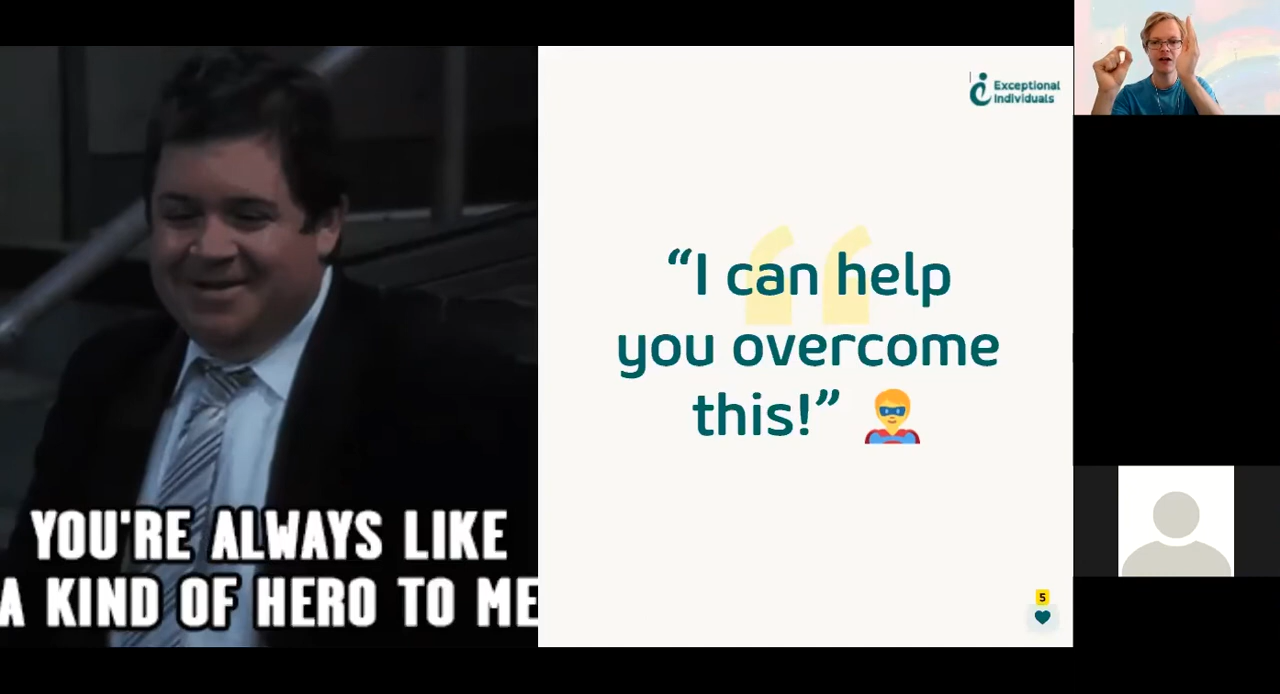 YOU'RE ALWAYS LIKE
A KIND OF HERO TO ME
Exceptional
Individuals
“I can help
you overcome
this!”
5